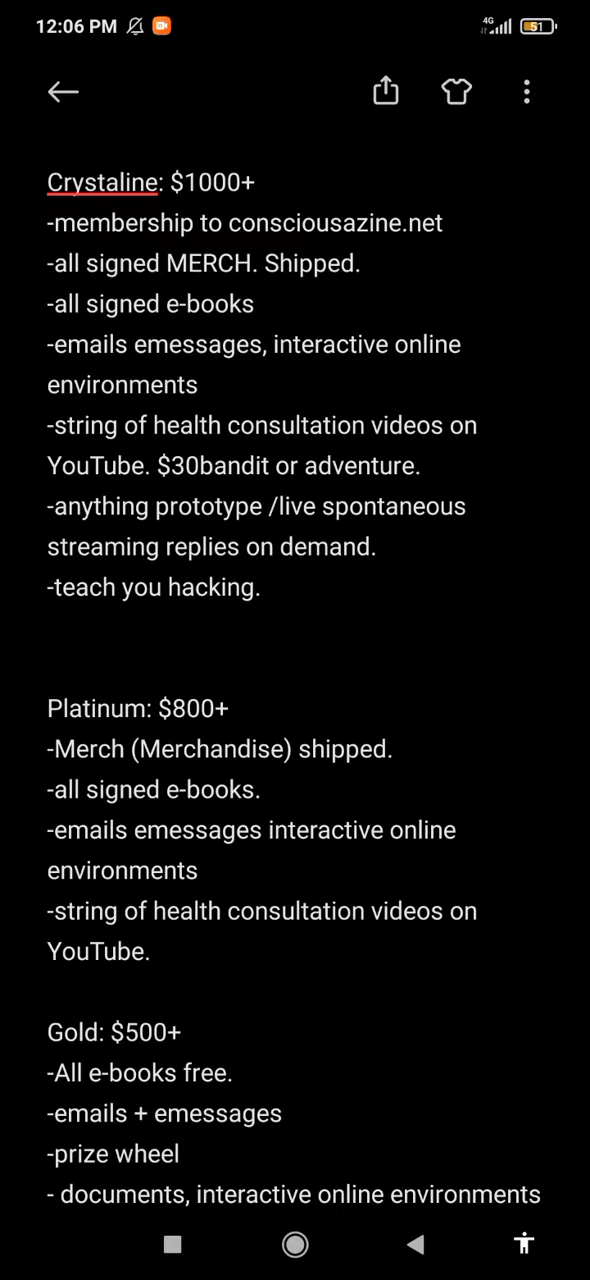 12:06 PM
4G
51
Crystaline: $1000+
-membership to consciousazine.net
-all signed MERCH. Shipped.
-all signed e-books
-emails emessages, interactive online
environments
-string of health consultation videos on
YouTube. $30bandit or adventure.
-anything prototype /live spontaneous
streaming replies on demand.
-teach you hacking.
Platinum: $800+
-Merch (Merchandise) shipped.
-all signed e-books.
-emails emessages interactive online
environments
-string of health consultation videos on
YouTube.
Gold: $500+
-All e-books free.
-emails + emessages
-prize wheel
- documents, interactive online environments